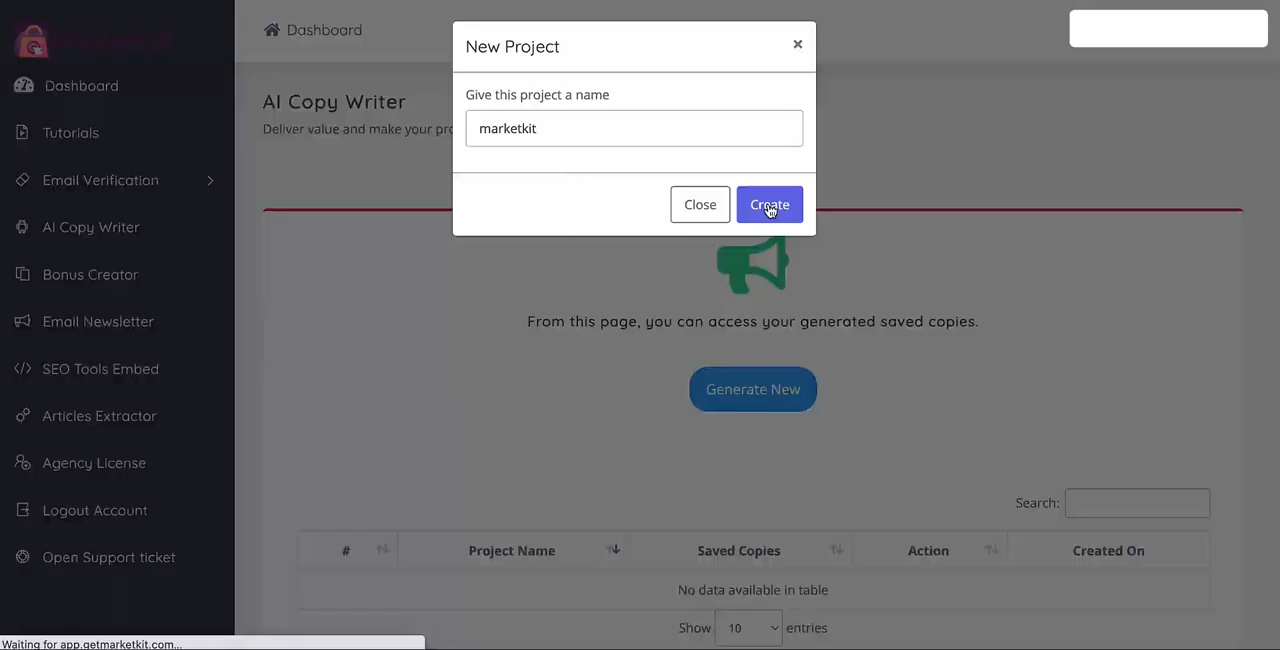 Dashboard
Tutorials
Email Verification
AI Copy Writer
Bonus Creator
Email Newsletter
SEO Tools Embed
Articles Extractor
Agency License
Logout Account
Open Support ticket
Waiting for app.getmarketkit.com...
Dashboard
AI Copy Writer
Deliver value and make your
New Project
×
Give this project a name
marketkit
Close
Create
From this page, you can access your generated saved copies.
Generate New
Search:
# Project Name Saved Copies Action Created On
No data available in table
Show 10 entries